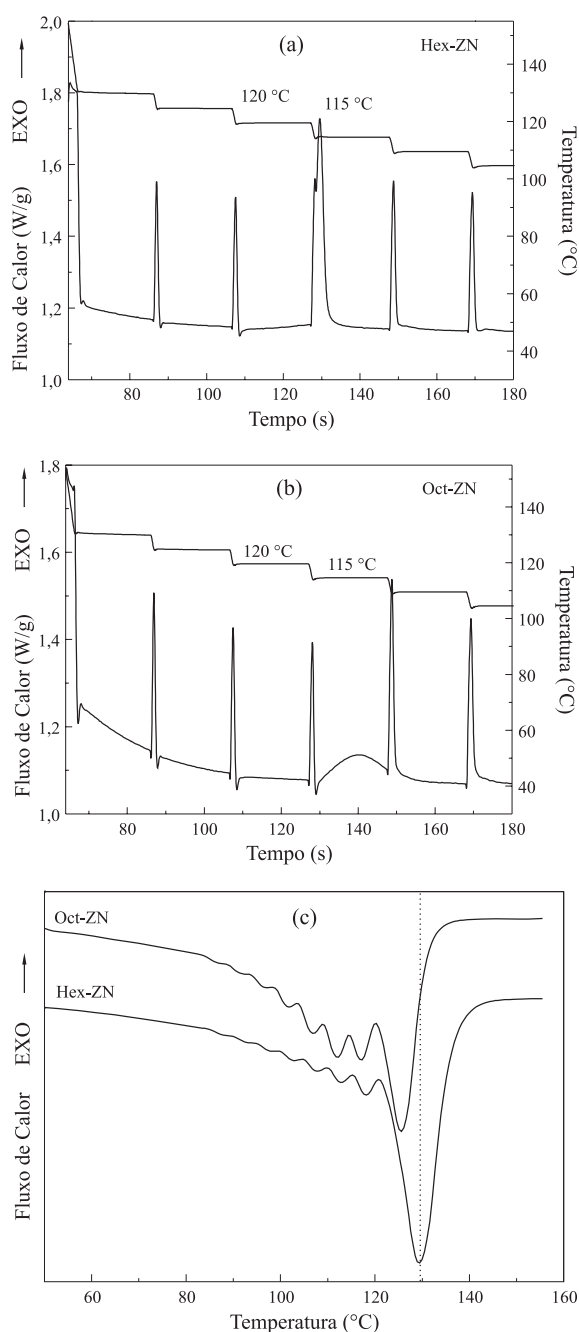 (a)
Hex-ZN
EXO
Fluxo de Calor (W/g)
2,0
1,8
1,6
1,4
1,2
1,0
120 °C
115 °C
140
120
100
80
60
40
Temperatura (°C)
80 100 120 140 160 180
Tempo (s)
(b)
Oct-ZN
EXO
Fluxo de Calor (W/g)
1,8
1,6
1,4
1,2
1,0
120 °C
115 °C
140
120
100
80
60
40
Temperatura (°C)
80 100 120 140 160 180
Tempo (s)
(c)
Oct-ZN
Hex-ZN
EXO
Fluxo de Calor
60 80 100 120 140 160
Temperatura (°C)